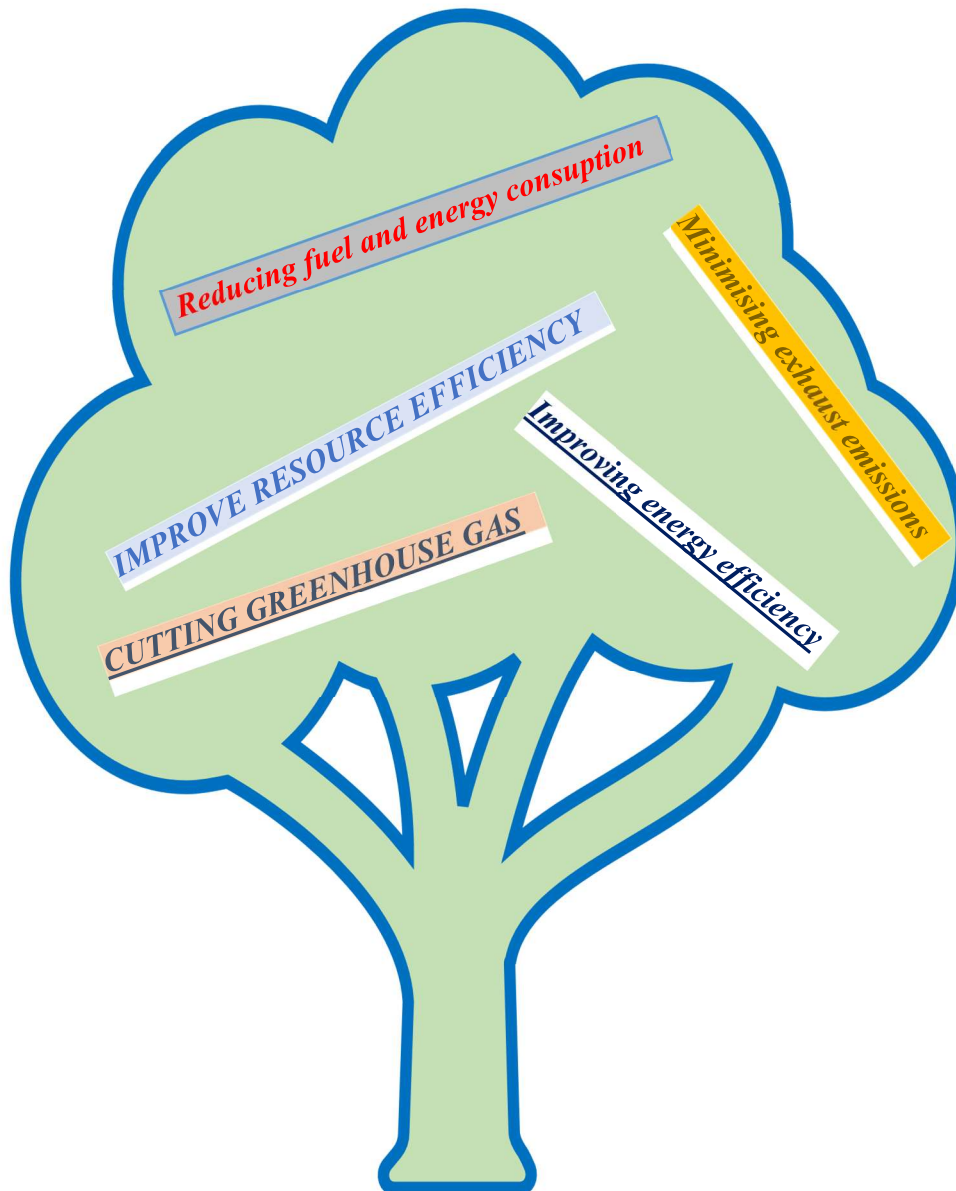 Reducing fuel and energy consuption
Minimising exhaust emissions
IMPROVE RESOURCE EFFICIENCY
Improving energy efficiency
CUTTING GREENHOUSE GAS